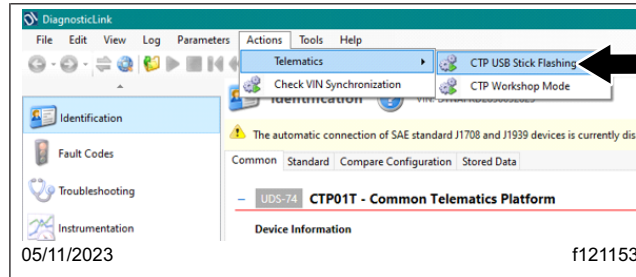 DiagnosticLink
File Edit View Log Parameters Actions Tools Help
Telematics
CTP USB Stick Flashing
Check VIN Synchronization
CTP Workshop Mode
Identification
VIN:
Identification
The automatic connection of SAE standard J1708 and J1939 devices is currently dis
Fault Codes
Common Standard Compare Configuration Stored Data
Troubleshooting
UDS-74 CTP01T - Common Telematics Platform
Instrumentation
Device Information
05/11/2023
f121153